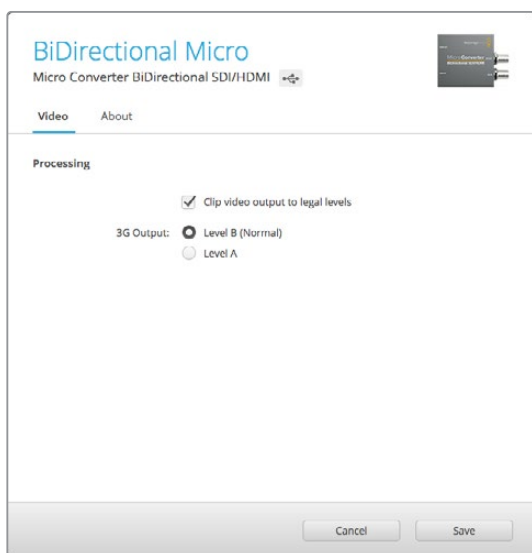 BiDirectional Micro
Micro Converter BiDirectional SDI/HDMI
Video About
Processing
Clip video output to legal levels
3G Output: Level B (Normal)
Level A
Cancel Save